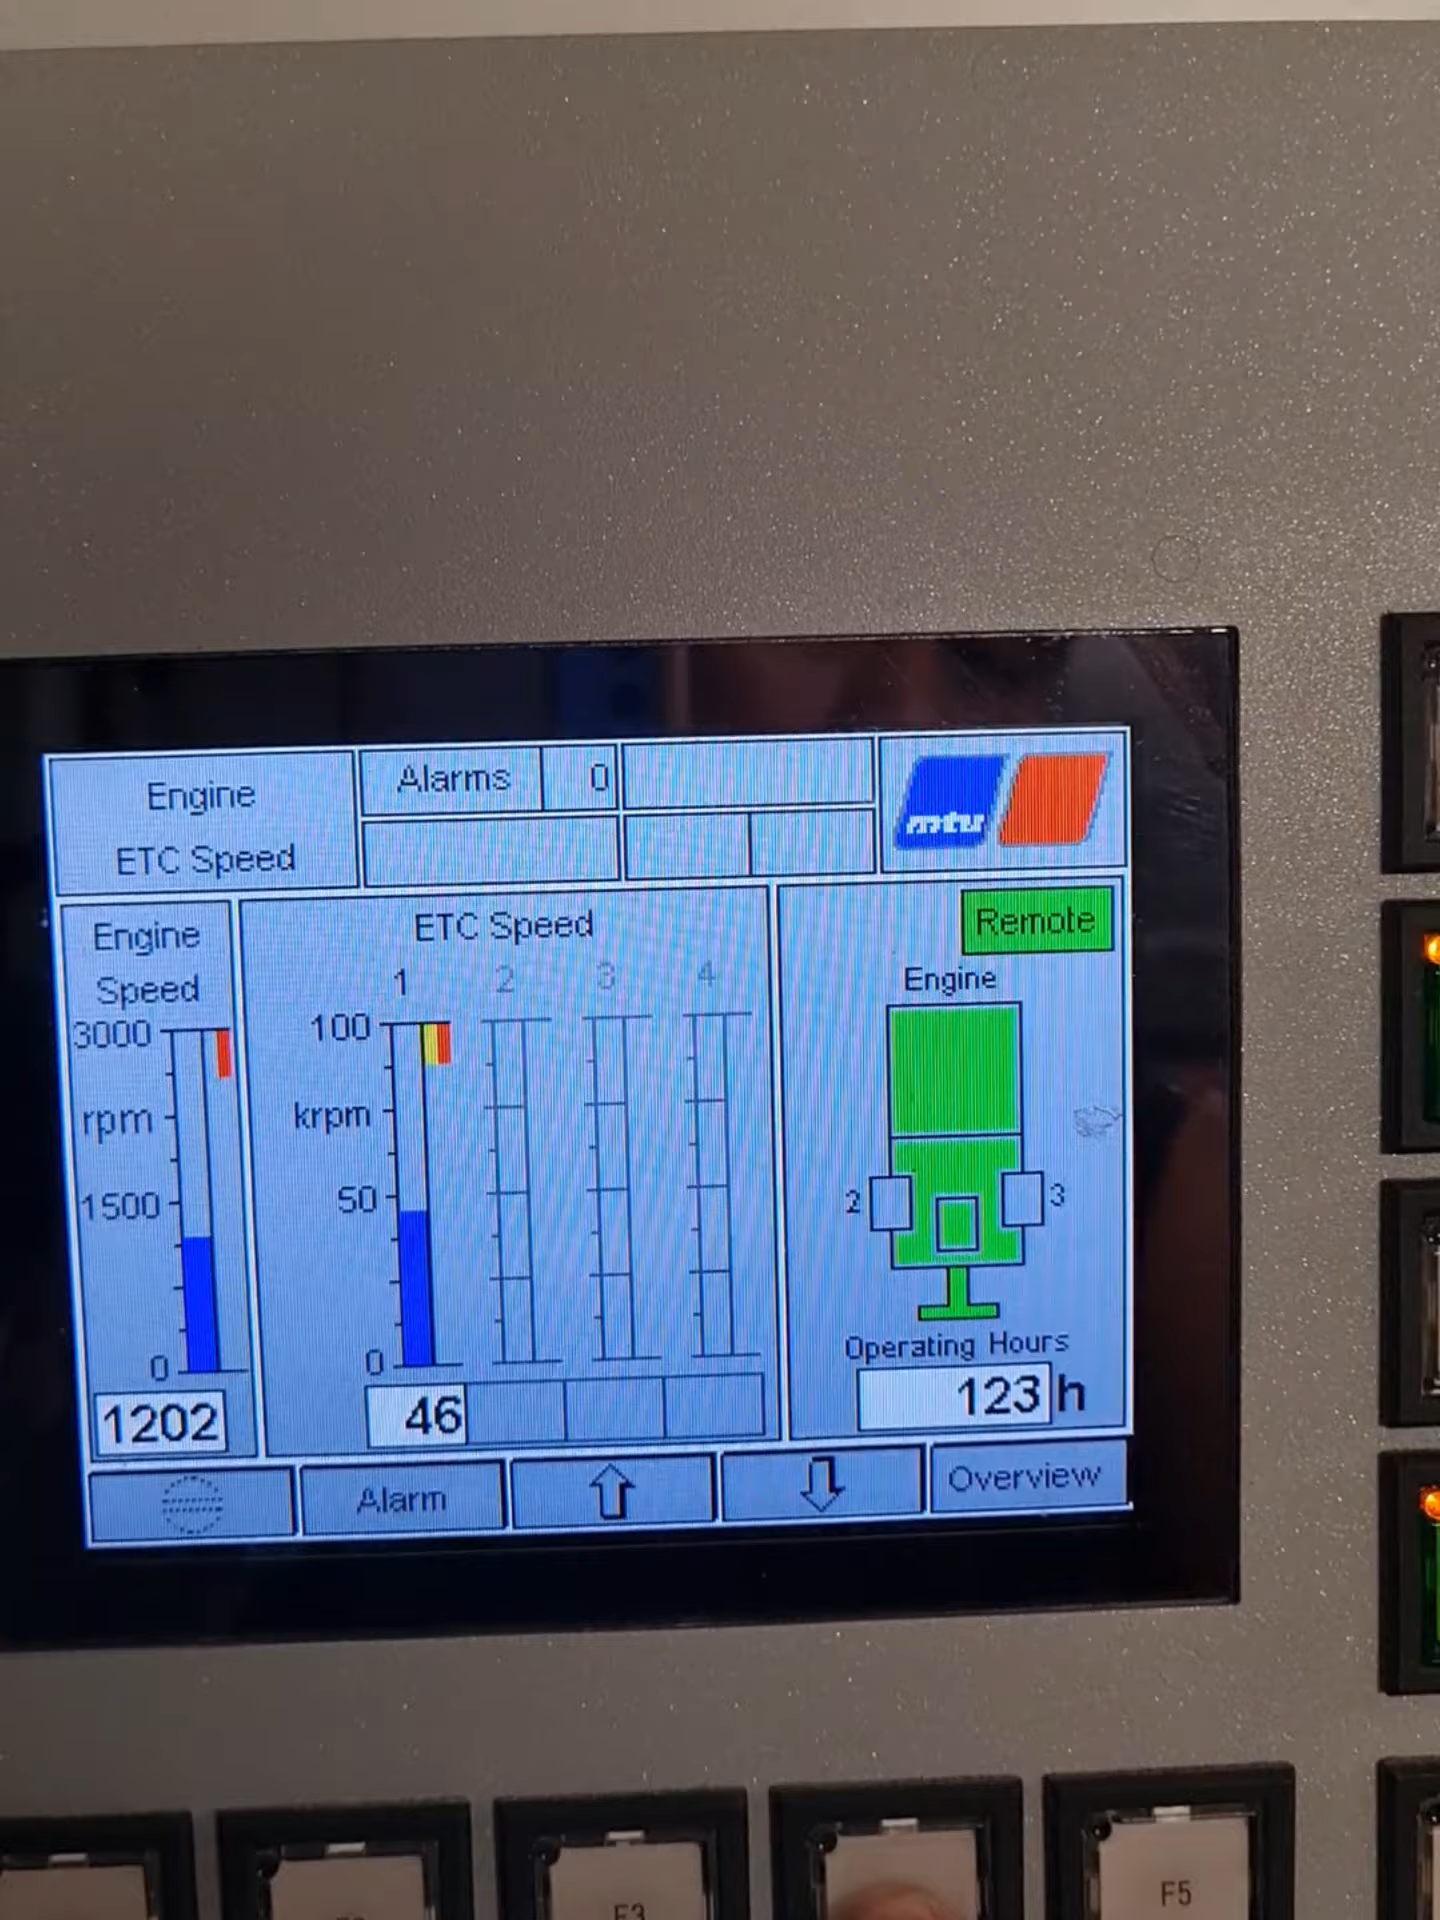 Engine
ETC Speed
Alarms 0
mtu
Engine
Speed
3000
rpm
1500
0
1202
ETC Speed
1 2 3 4
100
krpm
50
0
46
Remote
Engine
2 3
Operating Hours
123 h
Alarm
Overview
F3
F5